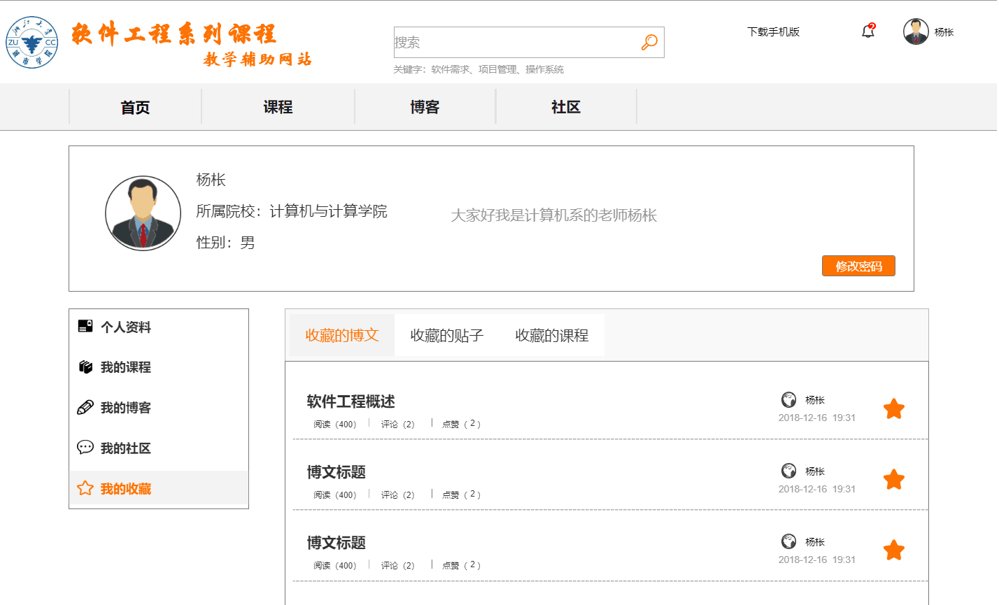 浙江大学
ZU CC
城市学院
软件工程系列课程
教学辅助网站
搜索
关键字：软件需求、项目管理、操作系统
下载手机版
?
杨枨
首页
课程
博客
社区
杨枨
所属院校：计算机与计算学院
性别：男
大家好我是计算机系的老师杨枨
修改密码
个人资料
我的课程
我的博客
我的社区
我的收藏
收藏的博文
收藏的贴子
收藏的课程
软件工程概述
阅读（400） 评论（2） 点赞（ 2 ）
杨枨
2018-12-16 19:31
博文标题
阅读（400） 评论（2） 点赞（ 2 ）
杨枨
2018-12-16 19:31
博文标题
阅读（400） 评论（2） 点赞（ 2 ）
杨枨
2018-12-16 19:31